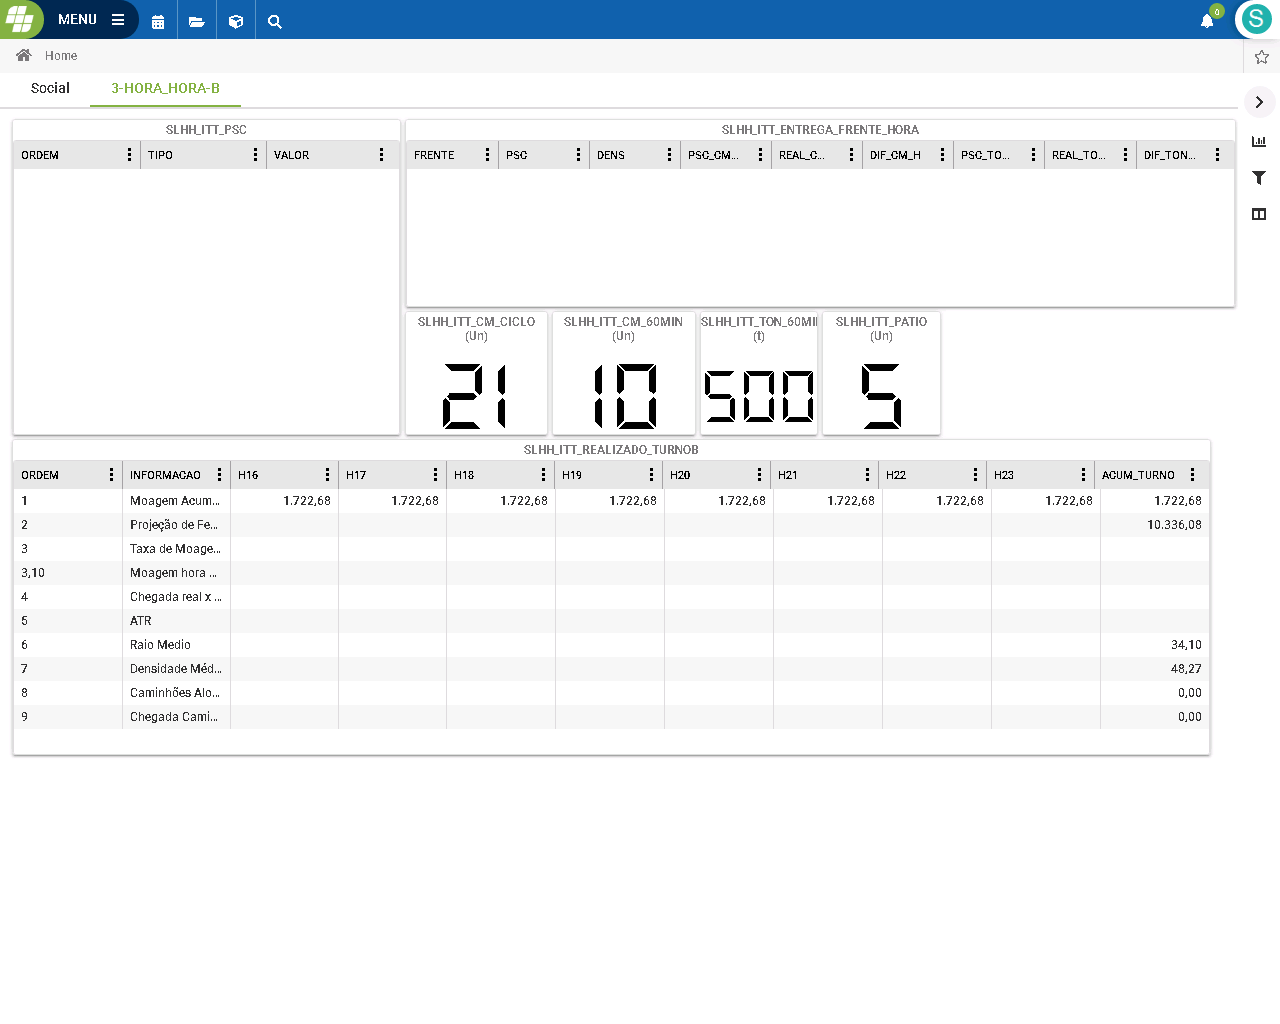 MENU
0
S
Home
Social
3-HORA_HORA-B
SLHH_ITT_PSC
ORDEM TIPO VALOR
SLHH_ITT_ENTREGA_FRENTE_HORA
FRENTE PSC DENS PSC_CM... REAL_C... DIF_CM_H PSC_TO... REAL_TO... DIF_TON...
SLHH_ITT_CM_CICLO
(Un)
21
SLHH_ITT_CM_60MIN
(Un)
10
SLHH_ITT_TON_60MI
(t)
500
SLHH_ITT_PATIO
(Un)
5
SLHH_ITT_REALIZADO_TURNOB
ORDEM INFORMACAO H16 H17 H18 H19 H20 H21 H22 H23 ACUM_TURNO
1 Moagem Acum... 1.722,68 1.722,68 1.722,68 1.722,68 1.722,68 1.722,68 1.722,68 1.722,68 1.722,68
2 Projeção de Fe... 10.336,08
3 Taxa de Moage...
3,10 Moagem hora ...
4 Chegada real x ...
5 ATR
6 Raio Medio 34,10
7 Densidade Méd... 48,27
8 Caminhões Alo... 0,00
9 Chegada Cami... 0,00